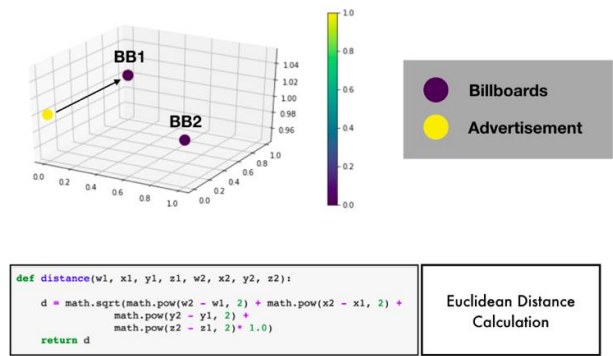 BB1
BB2
1.04
1.02
1.00
0.98
0.96
0.0
0.2
0.4
0.6
0.8
1.0
0.0
0.2
0.4
0.6
0.8
1.0
1.0
0.8
0.6
0.4
0.2
0.0
Billboards
Advertisement
def distance(w1, x1, y1, z1, w2, x2, y2, z2):
d = math.sqrt(math.pow(w2 - w1, 2) + math.pow(x2 - x1, 2) +
math.pow(y2 - y1, 2) +
math.pow(z2 - z1, 2)* 1.0)
return d
Euclidean Distance
Calculation